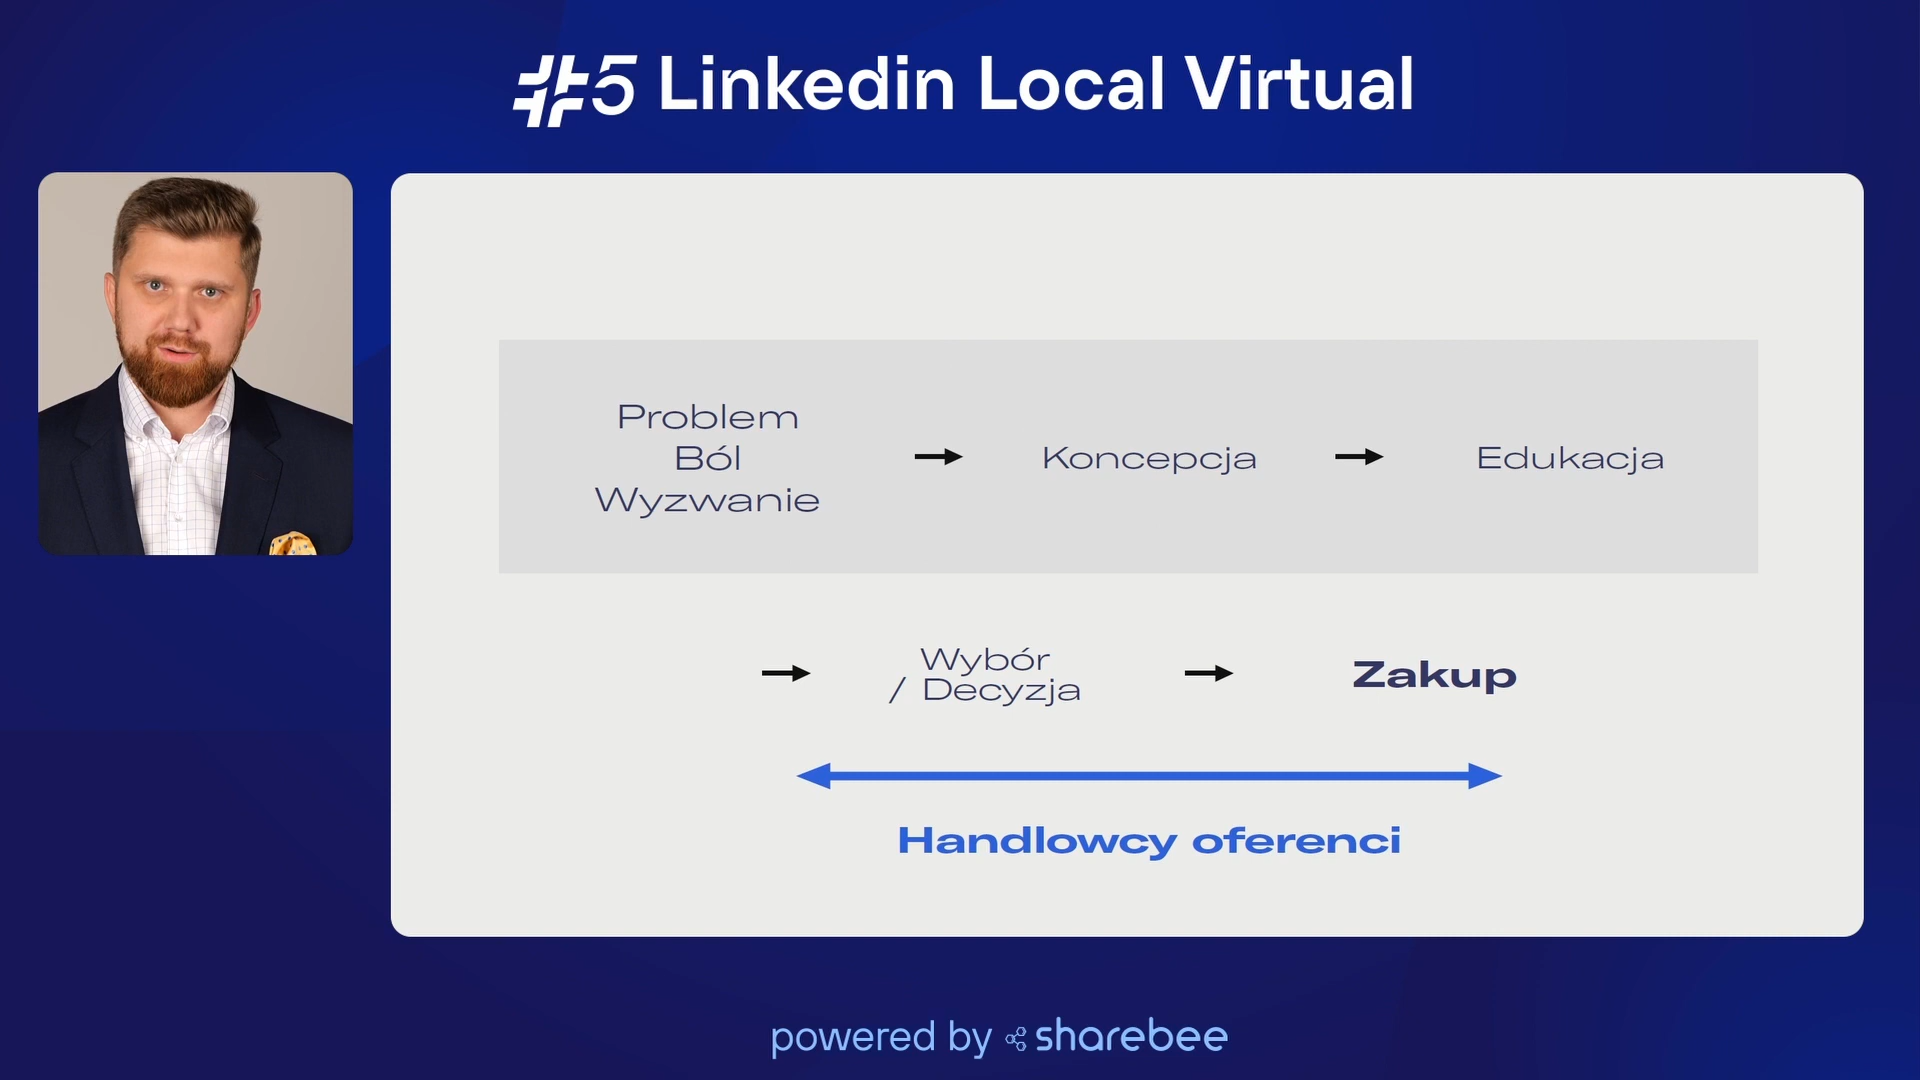 #5 Linkedin Local Virtual
Problem
Ból
Wyzwanie
Koncepcja
Edukacja
Wybór
/ Decyzja
Zakup
Handlowcy oferenci
powered by sharebee